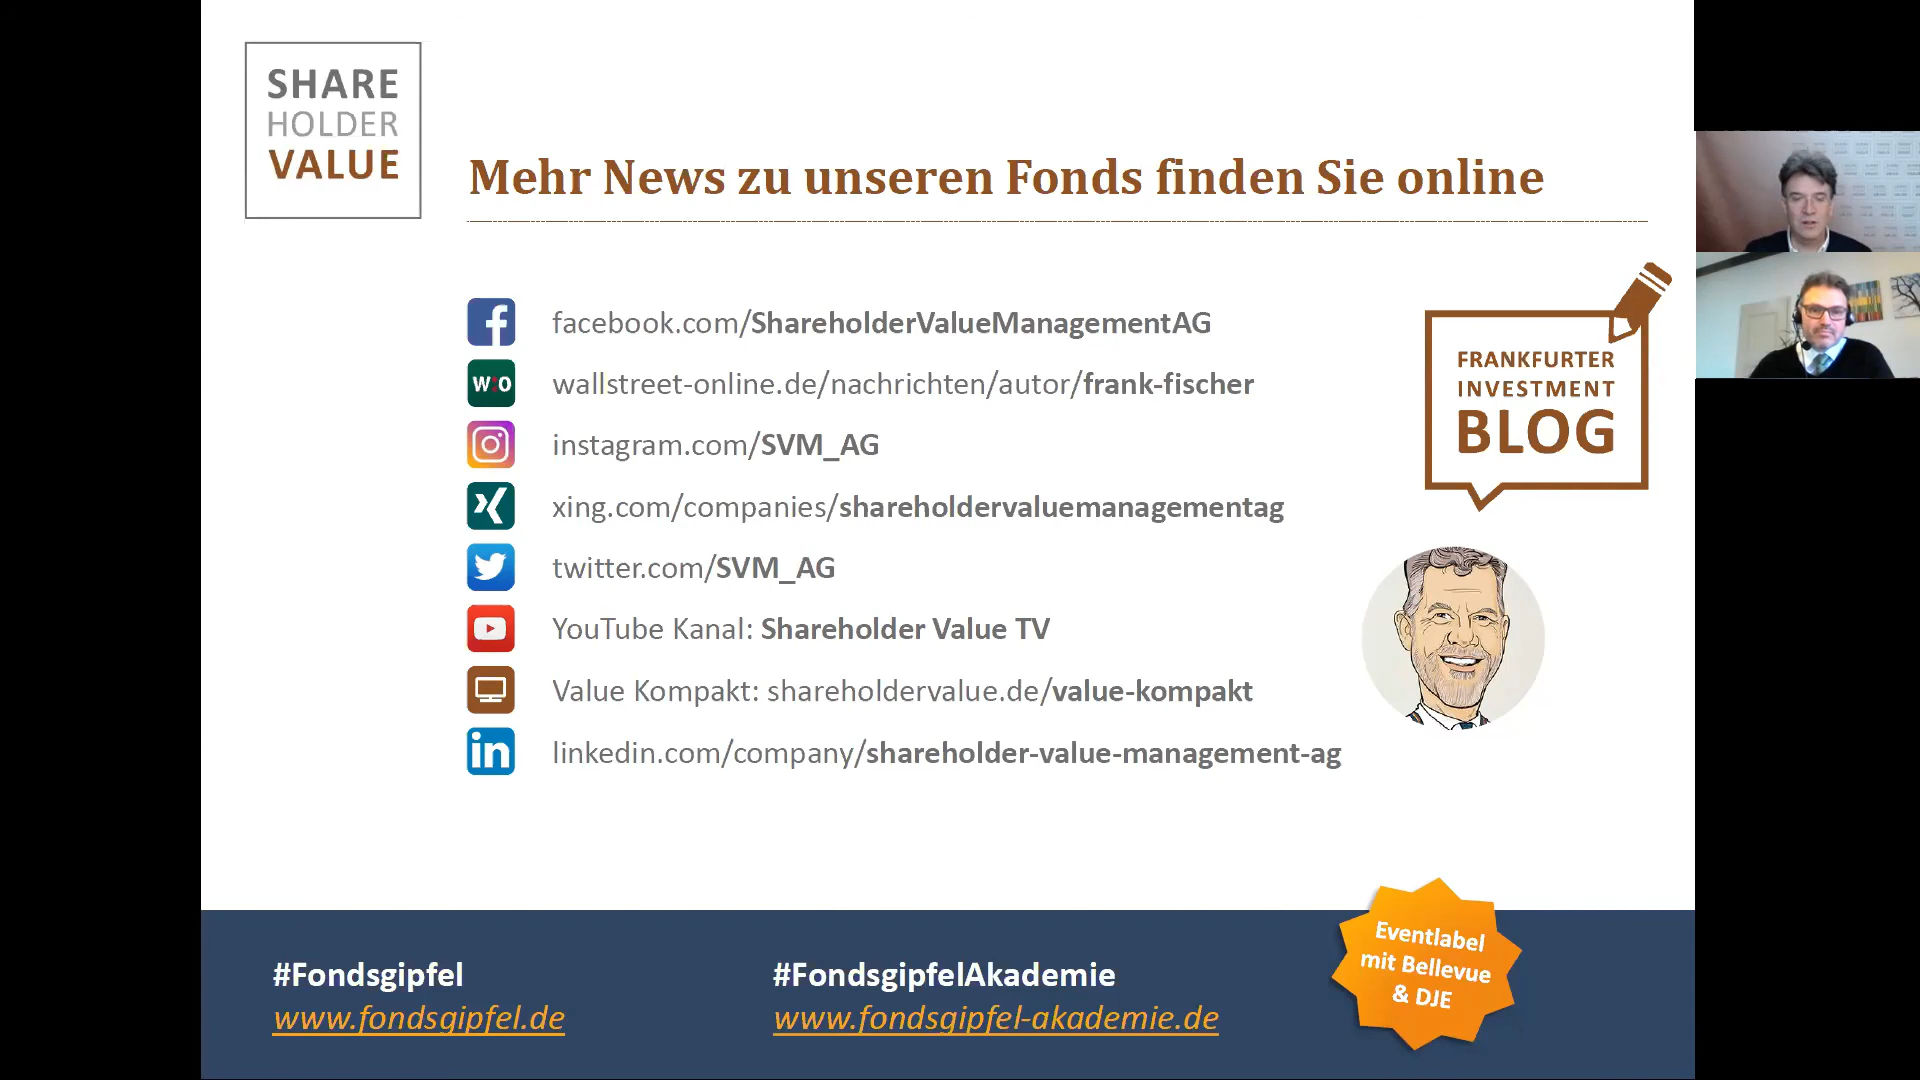 SHARE
HOLDER
VALUE
Mehr News zu unseren Fonds finden Sie online
facebook.com/ShareholderValueManagementAG
W:O
wallstreet-online.de/nachrichten/autor/frank-fischer
instagram.com/SVM_AG
xing.com/companies/shareholdervaluemanagementag
twitter.com/SVM_AG
YouTube Kanal: Shareholder Value TV
Value Kompakt: shareholdervalue.de/value-kompakt
in
linkedin.com/company/shareholder-value-management-ag
FRANKFURTER
INVESTMENT
BLOG
#Fondsgipfel
www.fondsgipfel.de
#FondsgipfelAkademie
www.fondsgipfel-akademie.de
Eventlabel
mit Bellevue
& DJE